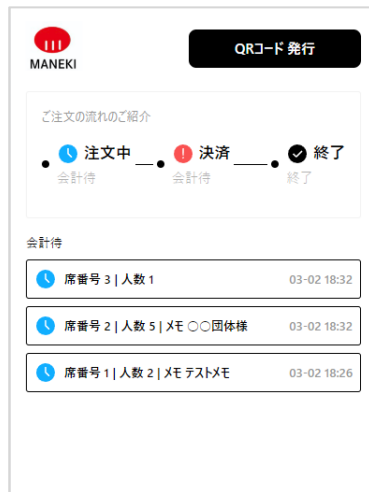 MANEKI
QRコード 発行
ご注文の流れのご紹介
注文中
会計待
決済
会計待
終了
終了
会計待
席番号 3 | 人数 1 03-02 18:32
席番号 2 | 人数 5 | メモ 〇〇団体様 03-02 18:32
席番号 1 | 人数 2 | メモ テストメモ 03-02 18:26